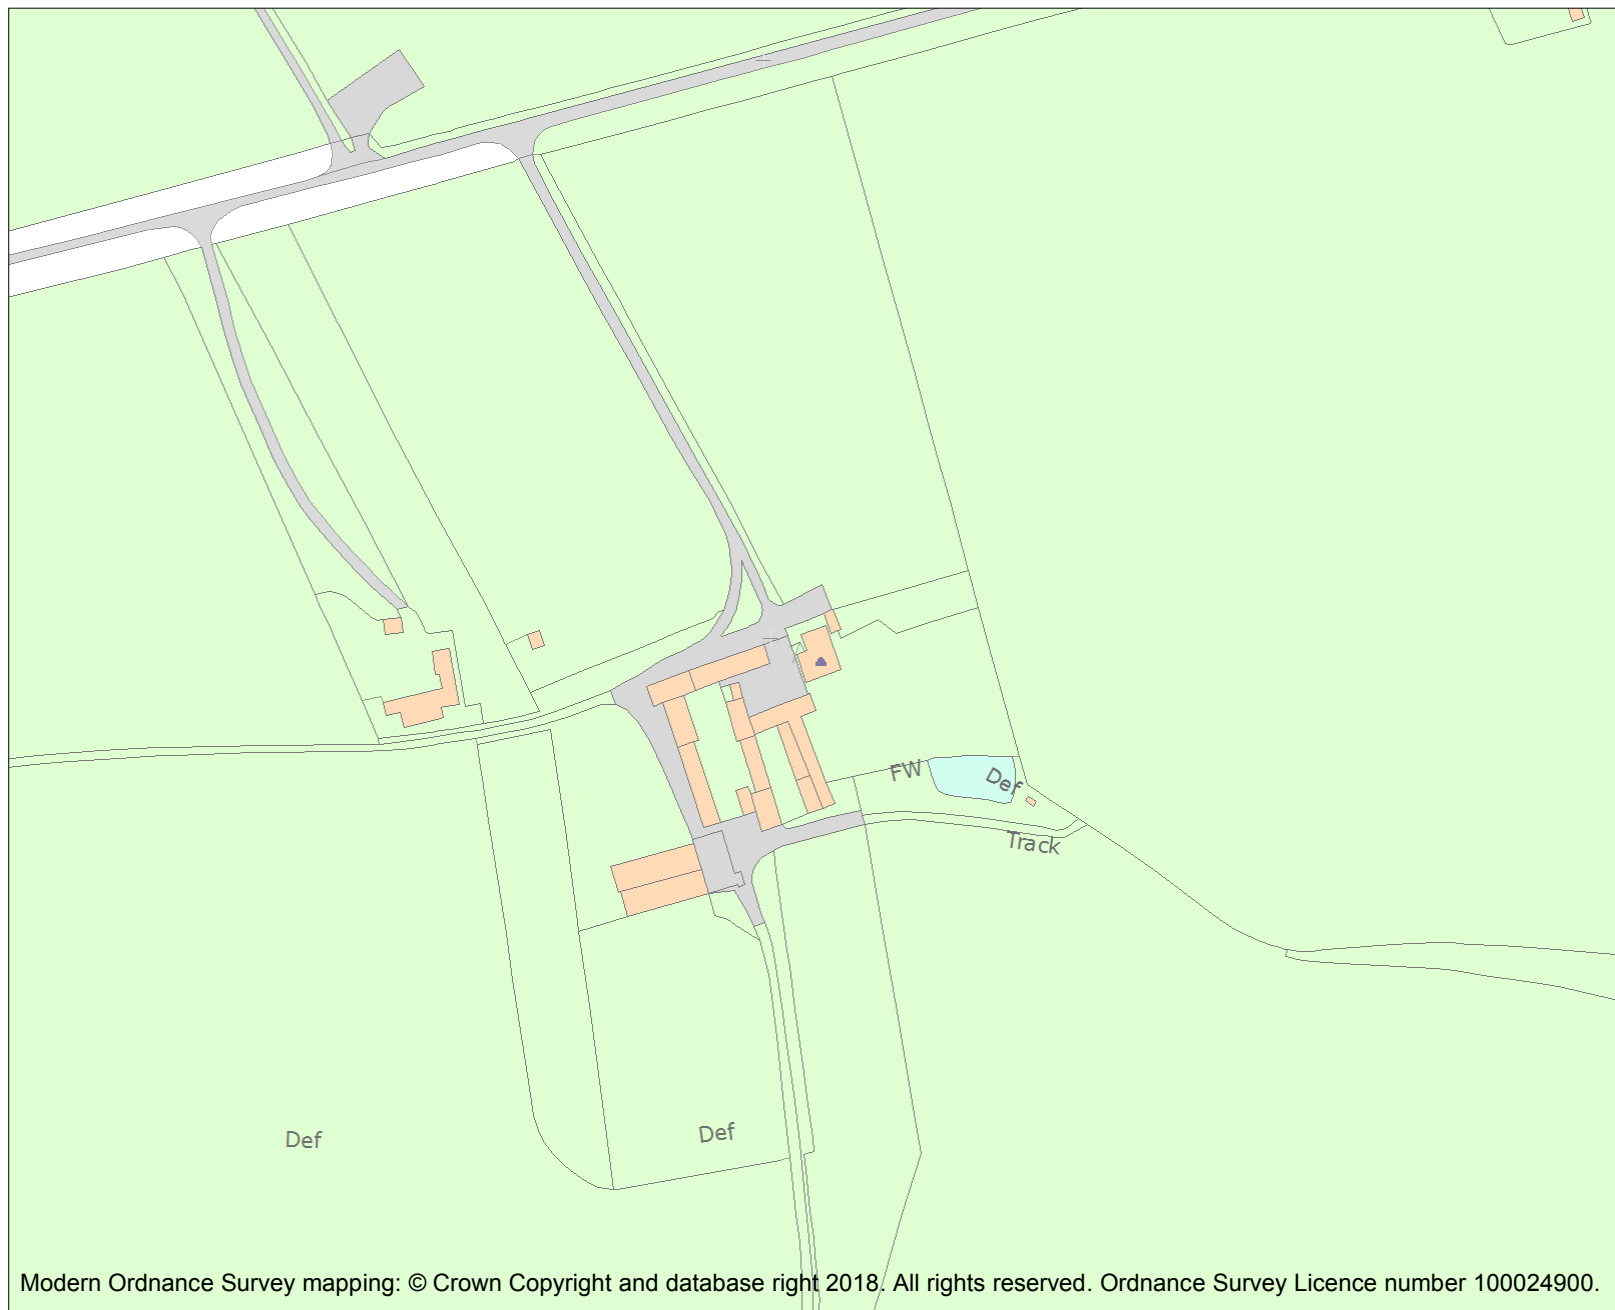 FW
Def
Track
Def
Def
Modern Ordnance Survey mapping: © Crown Copyright and database right 2018. All rights reserved. Ordnance Survey Licence number 100024900.